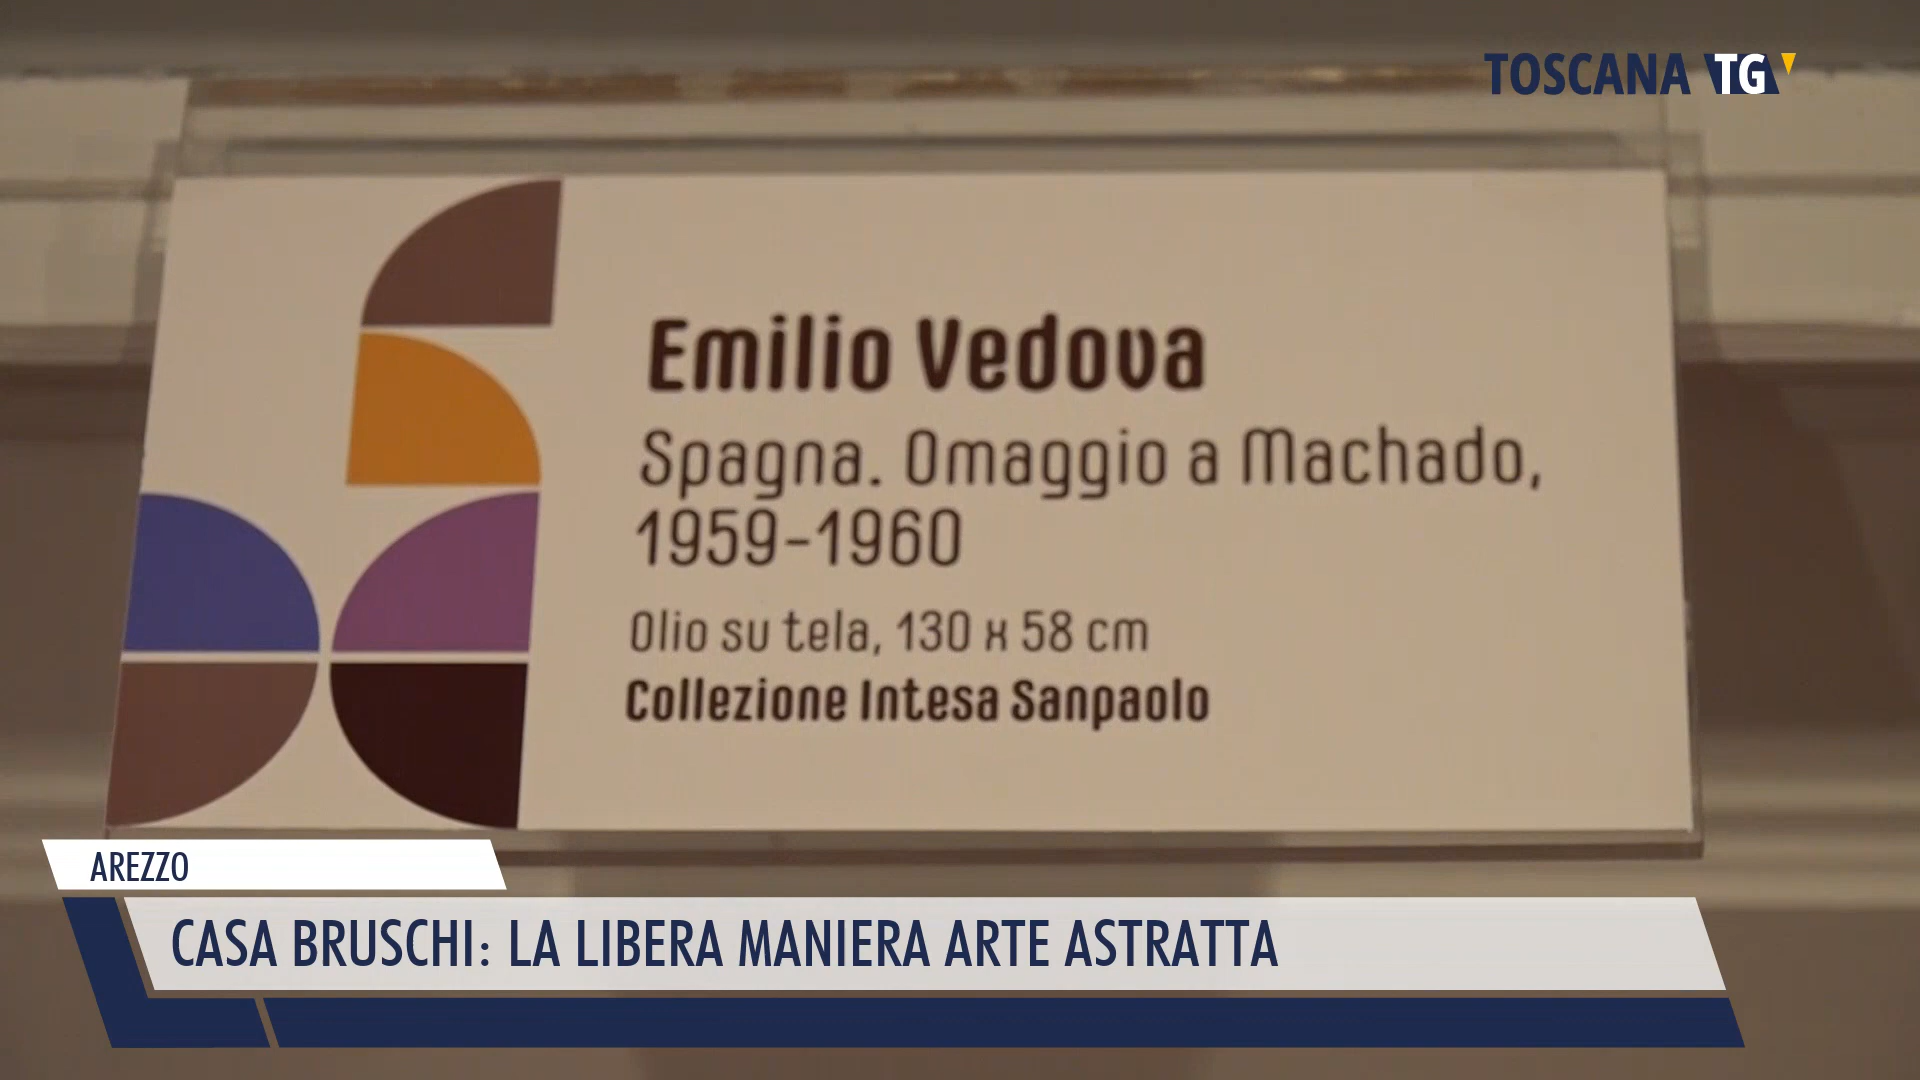 TOSCANA TG
Emilio Vedova
Spagna. Omaggio a Machado,
1959-1960
Olio su tela, 130 x 58 cm
Collezione Intesa Sanpaolo
AREZZO
CASA BRUSCHI: LA LIBERA MANIERA ARTE ASTRATTA